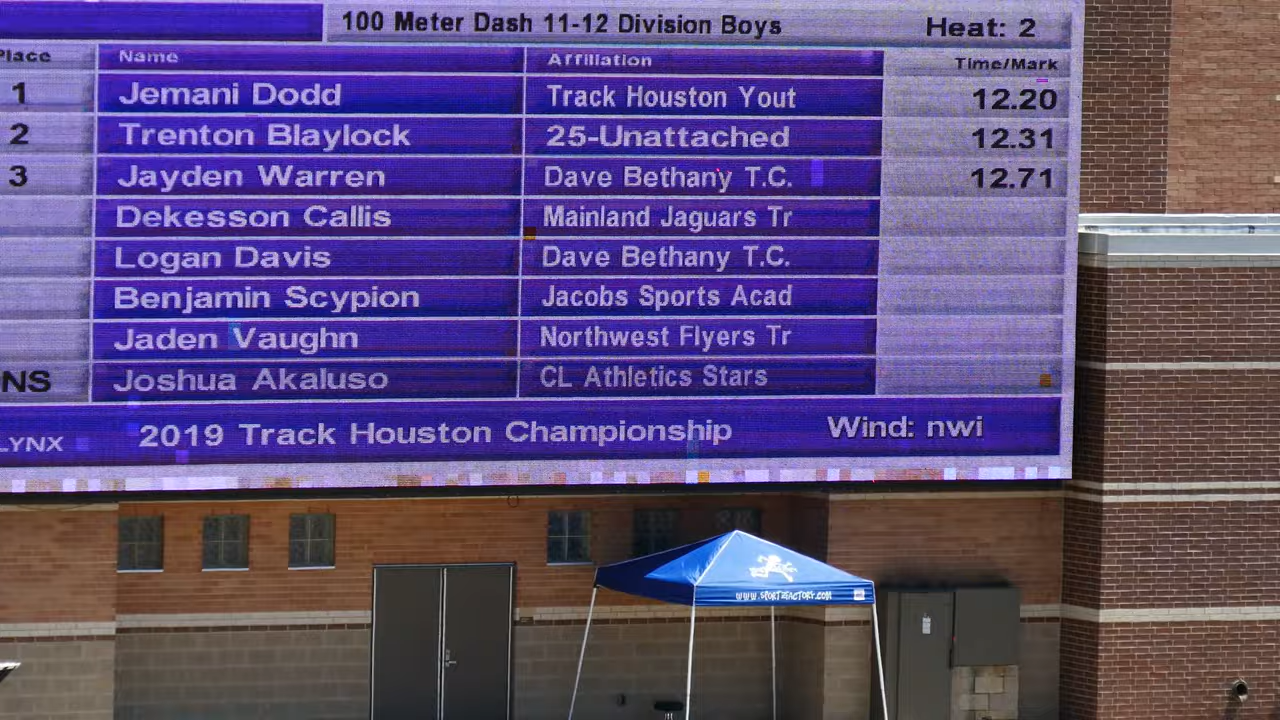 100 Meter Dash 11-12 Division Boys Heat: 2
Place Name Affiliation Time/Mark
1 Jemani Dodd Track Houston Yout 12.20
2 Trenton Blaylock 25-Unattached 12.31
3 Jayden Warren Dave Bethany T.C. 12.71
Dekesson Callis Mainland Jaguars Tr
Logan Davis Dave Bethany T.C.
Benjamin Scypion Jacobs Sports Acad
Jaden Vaughn Northwest Flyers Tr
NS Joshua Akaluso CL Athletics Stars
LYNX 2019 Track Houston Championship Wind: nwi
www.SPORTZFACTORY.com